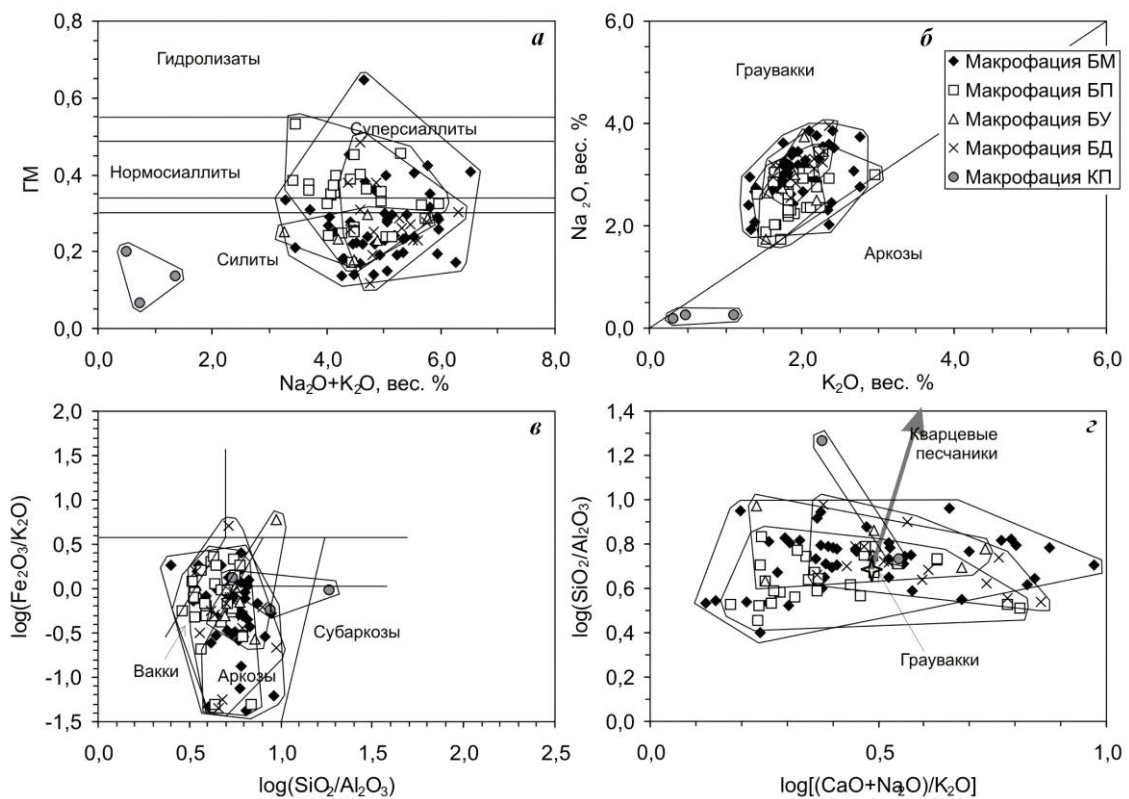 а
0,8
0,6
0,4
0,2
0,0
ГМ
Гидролизаты
Суперсиаллиты
Нормосиаллиты
Силиты
0,0 2,0 4,0 6,0 8,0
Na₂O+K₂O, вес. %
б
6,0
4,0
2,0
0,0
Na₂O, вес. %
Граувакки
Аркозы
Макрофация БМ
Макрофация БП
Макрофация БУ
Макрофация БД
Макрофация КП
0,0 2,0 4,0 6,0
K₂O, вес. %
в
2,0
1,5
1,0
0,5
0,0
-0,5
-1,0
-1,5
log(Fe₂O₃/K₂O)
Вакки
Аркозы
Субаркозы
0,0 0,5 1,0 1,5 2,0 2,5
log(SiO₂/Al₂O₃)
г
1,4
1,2
1,0
0,8
0,6
0,4
0,2
0,0
log(SiO₂/Al₂O₃)
Кварцевые
песчаники
Граувакки
0,0 0,5 1,0
log[(CaO+Na₂O)/K₂O]